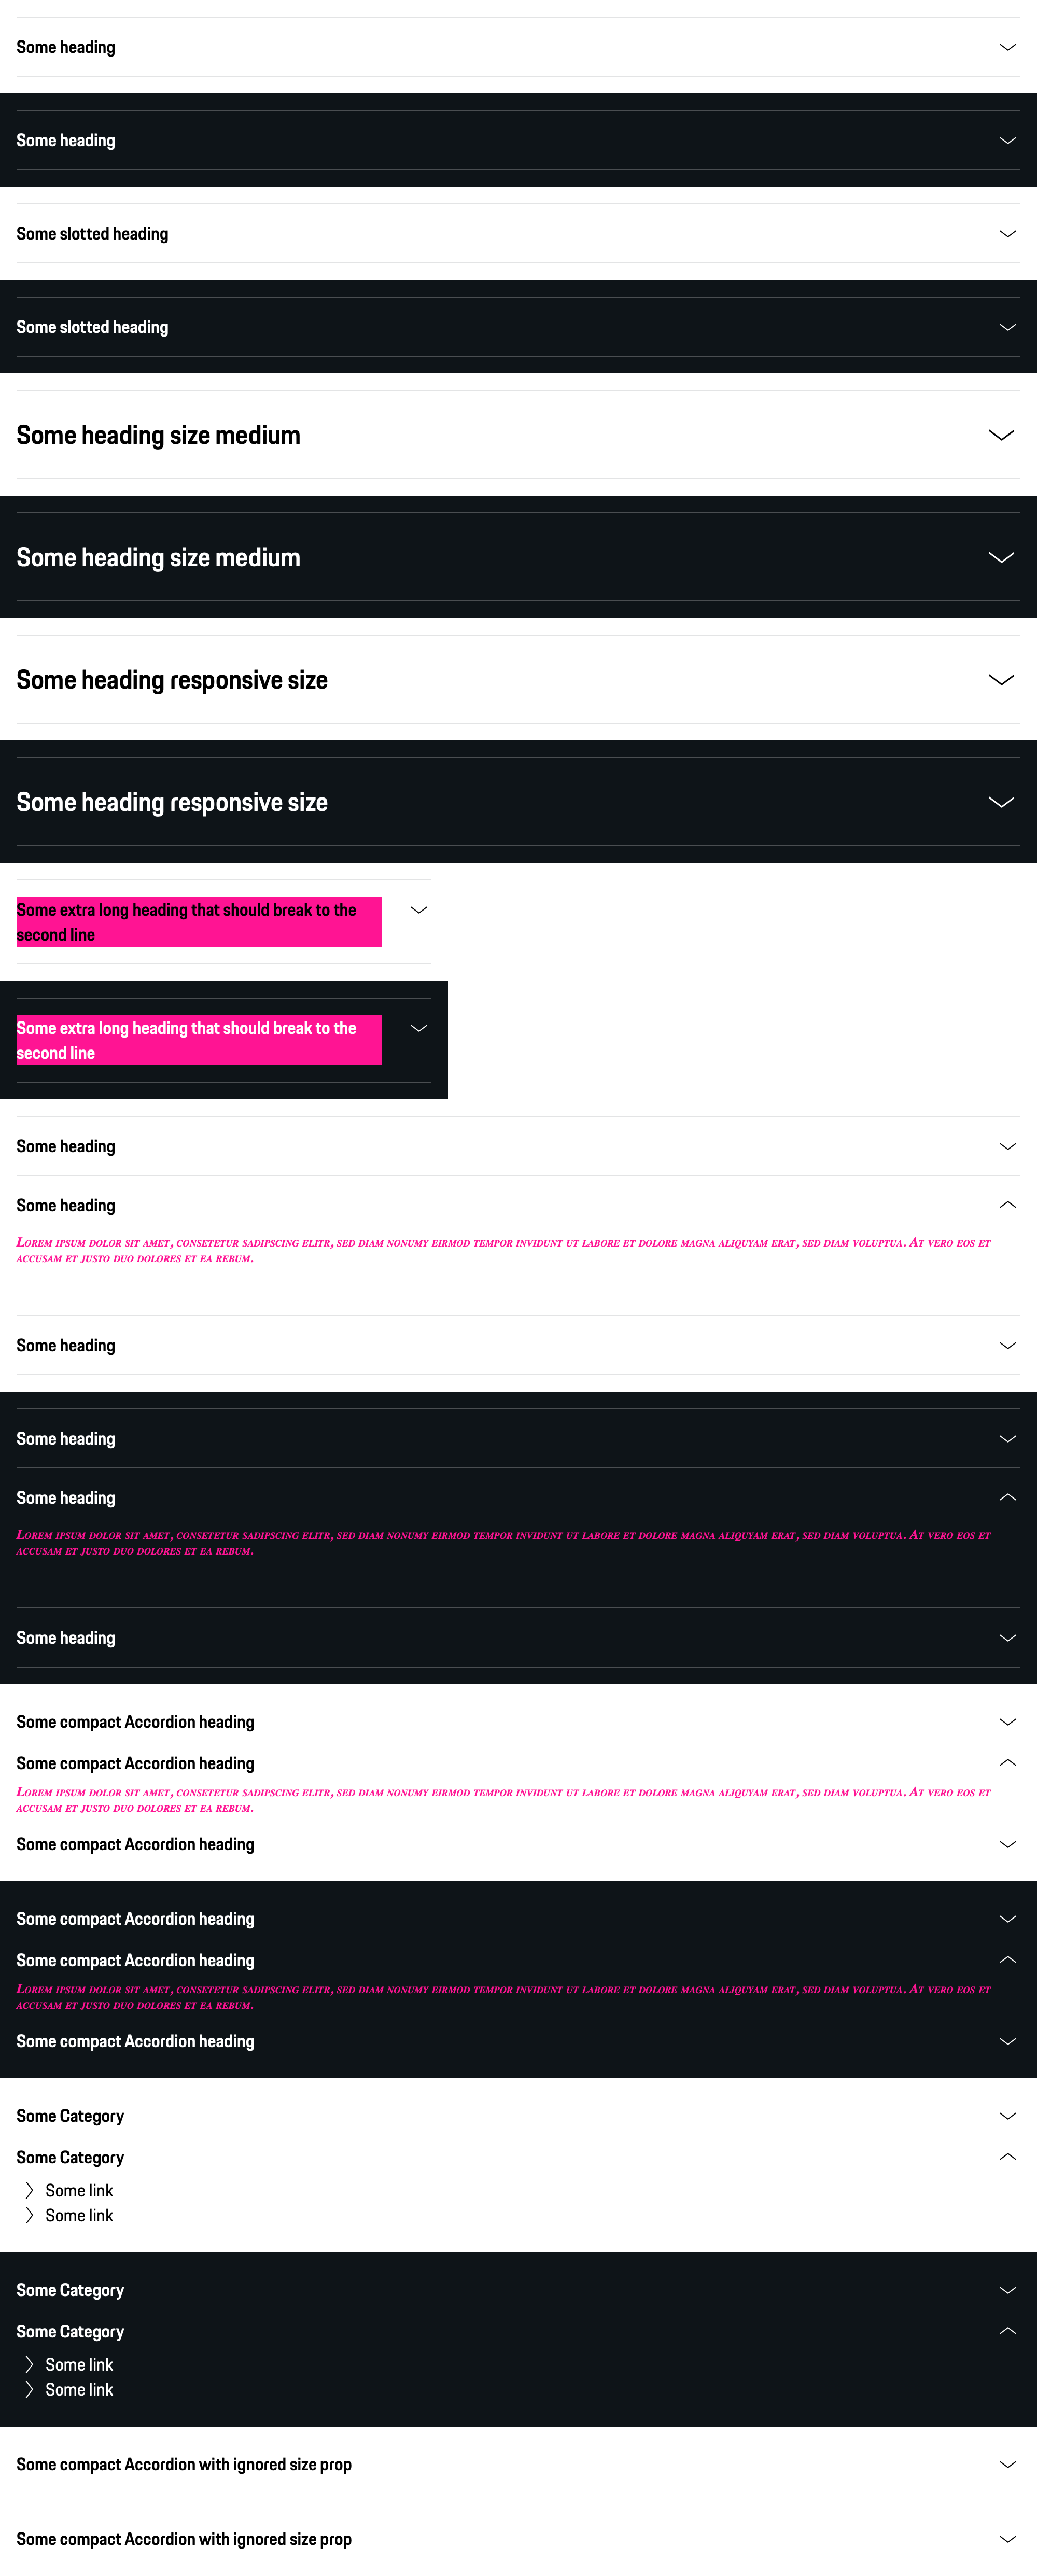 Some heading
Some heading
Some slotted heading
Some slotted heading
Some heading size medium
Some heading size medium
Some heading responsive size
Some heading responsive size
Some extra long heading that should break to the
second line
Some extra long heading that should break to the
second line
Some heading
Some heading
Lorem ipsum dolor sit amet, consetetur sadipscing elitr, sed diam nonumy eirmod tempor invidunt ut labore et dolore magna aliquyam erat, sed diam voluptua. At vero eos et
accusam et justo duo dolores et ea rebum.
Some heading
Some heading
Some heading
Lorem ipsum dolor sit amet, consetetur sadipscing elitr, sed diam nonumy eirmod tempor invidunt ut labore et dolore magna aliquyam erat, sed diam voluptua. At vero eos et
accusam et justo duo dolores et ea rebum.
Some heading
Some compact Accordion heading
Some compact Accordion heading
Lorem ipsum dolor sit amet, consetetur sadipscing elitr, sed diam nonumy eirmod tempor invidunt ut labore et dolore magna aliquyam erat, sed diam voluptua. At vero eos et
accusam et justo duo dolores et ea rebum.
Some compact Accordion heading
Some compact Accordion heading
Some compact Accordion heading
Lorem ipsum dolor sit amet, consetetur sadipscing elitr, sed diam nonumy eirmod tempor invidunt ut labore et dolore magna aliquyam erat, sed diam voluptua. At vero eos et
accusam et justo duo dolores et ea rebum.
Some compact Accordion heading
Some Category
Some Category
Some link
Some link
Some Category
Some Category
Some link
Some link
Some compact Accordion with ignored size prop
Some compact Accordion with ignored size prop